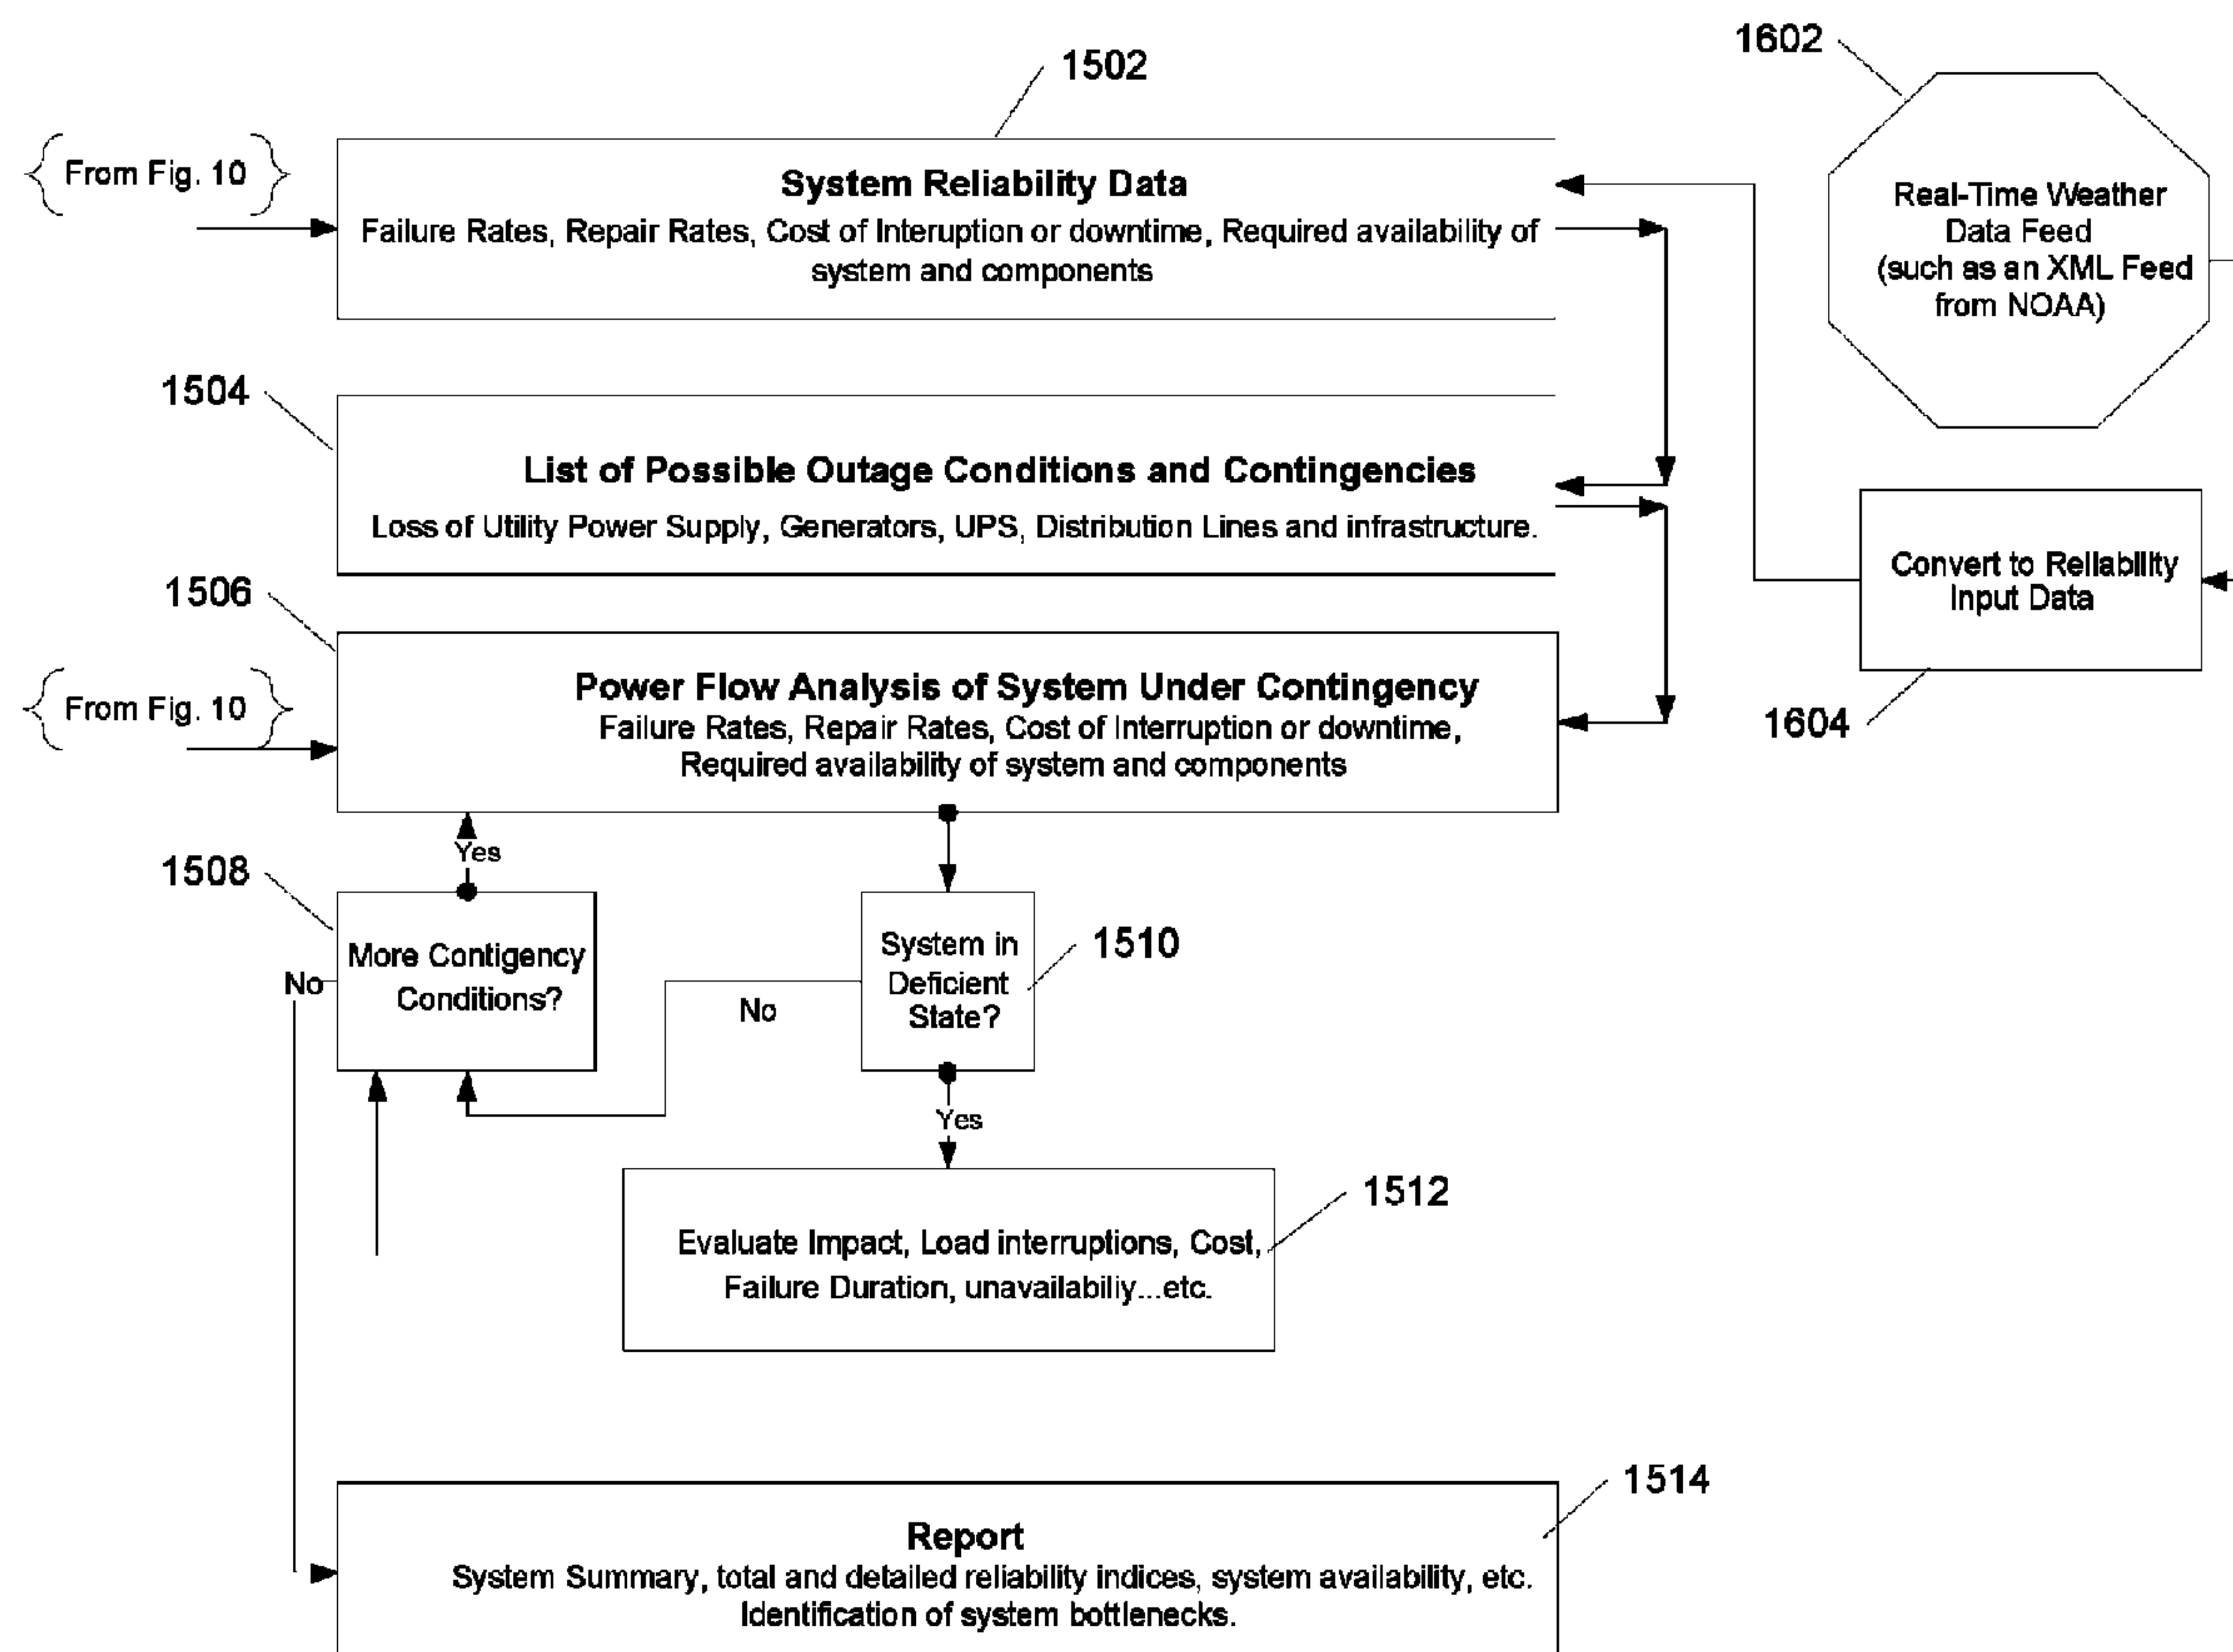 1602
1502
From Fig. 10
System Reliability Data
Failure Rates, Repair Rates, Cost of Interuption or downtime, Required availability of
system and components
Real-Time Weather
Data Feed
(such as an XML Feed
from NOAA)
1504
List of Possible Outage Conditions and Contingencies
Loss of Utility Power Supply, Generators, UPS, Distribution Lines and infrastructure.
Convert to Reliability
Input Data
1604
1506
From Fig. 10
Power Flow Analysis of System Under Contingency
Failure Rates, Repair Rates, Cost of Interruption or downtime,
Required availability of system and components
Yes
1508
More Contigency
Conditions?
No
No
System in
Deficient
State?
1510
Yes
1512
Evaluate Impact, Load interruptions, Cost,
Failure Duration, unavailabiliy...etc.
1514
Report
System Summary, total and detailed reliability indices, system availability, etc.
Identification of system bottlenecks.